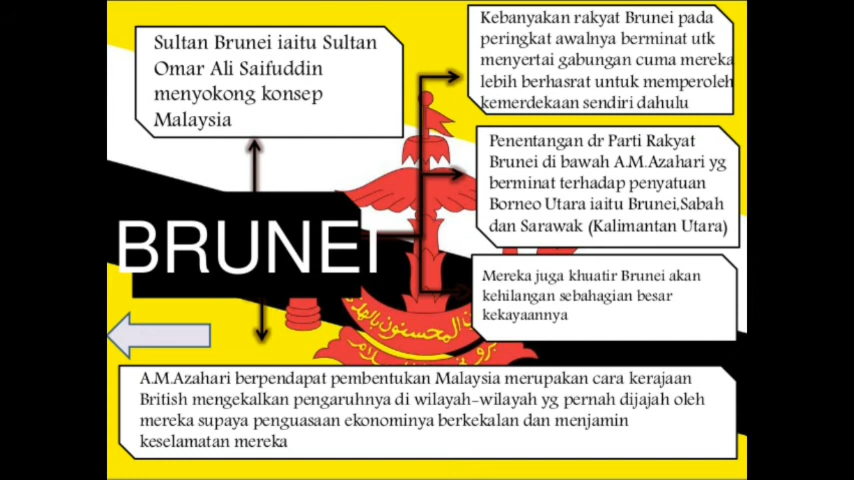 Sultan Brunei iaitu Sultan
Omar Ali Saifuddin
menyokong konsep
Malaysia
Kebanyakan rakyat Brunei pada
peringkat awalnya berminat utk
menyertai gabungan cuma mereka
lebih berhasrat untuk memperoleh
kemerdekaan sendiri dahulu
Penentangan dr Parti Rakyat
Brunei di bawah A.M.Azahari yg
berminat terhadap penyatuan
Borneo Utara iaitu Brunei,Sabah
dan Sarawak (Kalimantan Utara)
BRUNEI
Mereka juga khuatir Brunei akan
kehilangan sebahagian besar
kekayaannya
المحسنون بالهد
A.M.Azahari berpendapat pembentukan Malaysia merupakan cara kerajaan
British mengekalkan pengaruhnya di wilayah-wilayah yg pernah dijajah oleh
mereka supaya penguasaan ekonominya berkekalan dan menjamin
keselamatan mereka